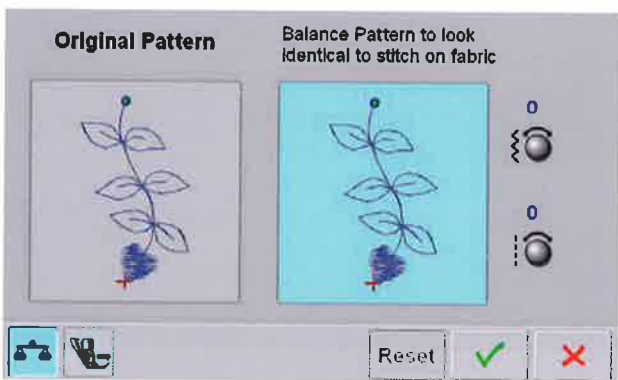 Original Pattern
Balance Pattern to look
identical to stitch on fabric
0
0
Reset